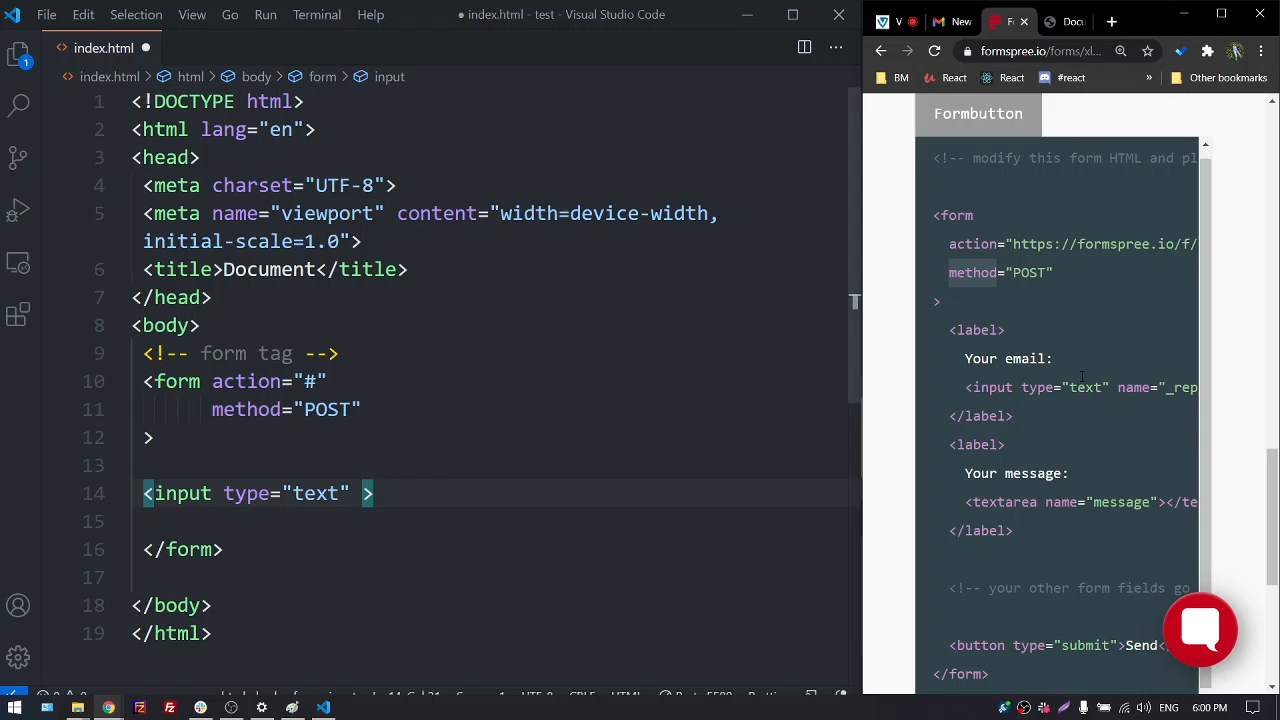 File Edit Selection View Go Run Terminal Help
● index.html - test - Visual Studio Code
index.html
index.html > html > body > form > input
1 <!DOCTYPE html>
2 <html lang="en">
3 <head>
4 <meta charset="UTF-8">
5 <meta name="viewport" content="width=device-width,
initial-scale=1.0">
6 <title>Document</title>
7 </head>
8 <body>
9 <!-- form tag -->
10 <form action="#"
11 method="POST"
12 >
13
14 <input type="text" >
15
16 </form>
17
18 </body>
19 </html>
1
V
New
Fo
Docu
formspree.io/forms/xl...
BM
React
React
#react
»
Other bookmarks
Formbutton
<!-- modify this form HTML and pl
<form
action="https://formspree.io/f/
method="POST"
>
<label>
Your email:
<input type="text" name="_rep
</label>
<label>
Your message:
<textarea name="message"></te
</label>
<!-- your other form fields go
<button type="submit">Send<
</form>
ENG 6:00 PM